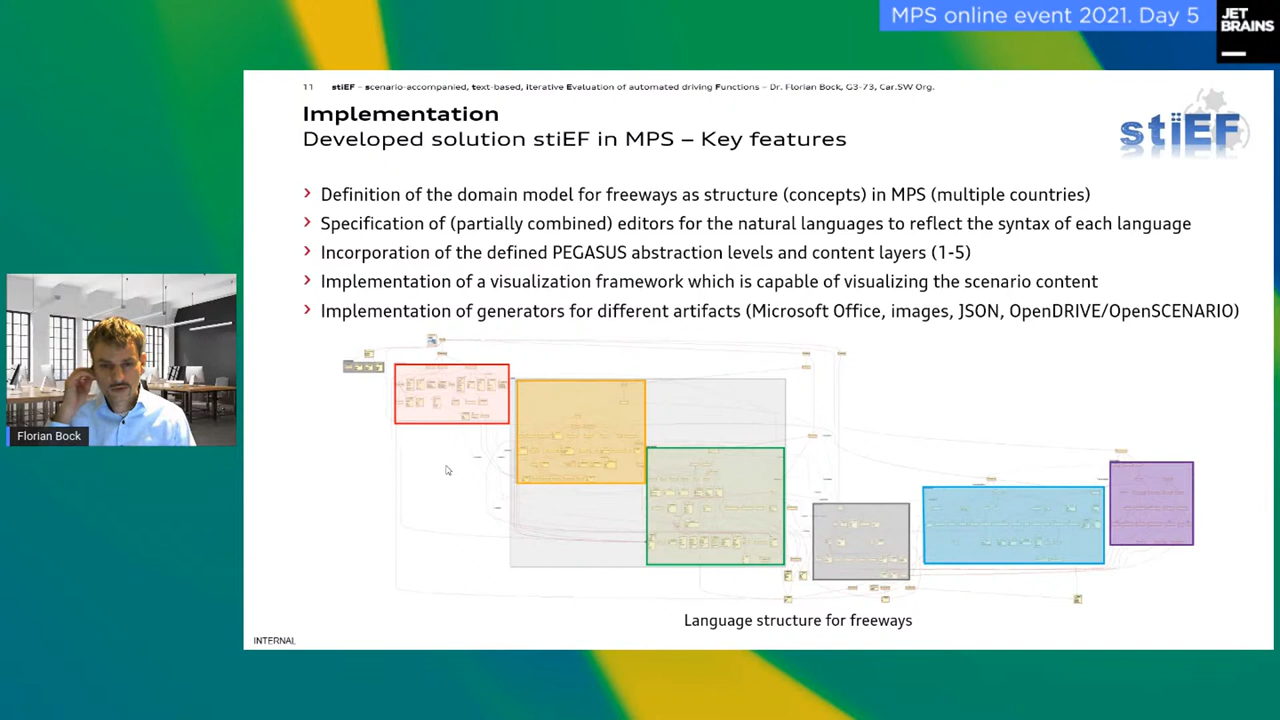 MPS online event 2021. Day 5
JET
BRAINS
11 stiEF – scenario-accompanied, text-based, iterative Evaluation of automated driving Functions – Dr. Florian Bock, G3-73, Car.SW Org.
Implementation
Developed solution stiEF in MPS – Key features
stiEF
› Definition of the domain model for freeways as structure (concepts) in MPS (multiple countries)
› Specification of (partially combined) editors for the natural languages to reflect the syntax of each language
› Incorporation of the defined PEGASUS abstraction levels and content layers (1-5)
› Implementation of a visualization framework which is capable of visualizing the scenario content
› Implementation of generators for different artifacts (Microsoft Office, images, JSON, OpenDRIVE/OpenSCENARIO)
Florian Bock
Language structure for freeways
INTERNAL